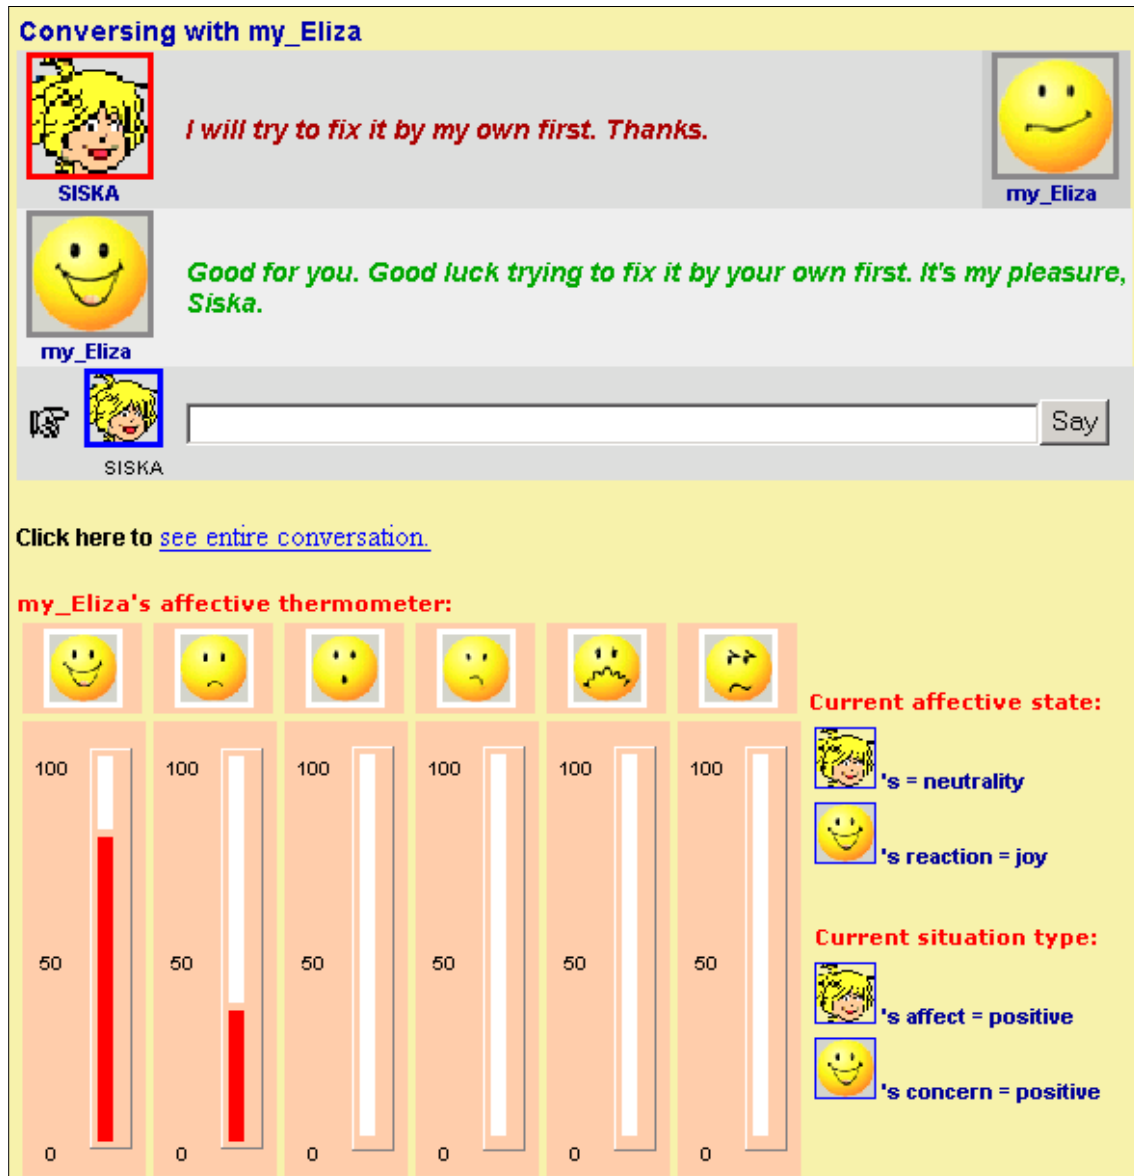 Conversing with my_Eliza
I will try to fix it by my own first. Thanks.
SISKA
my_Eliza
Good for you. Good luck trying to fix it by your own first. It's my pleasure,
Siska.
my_Eliza
Say
SISKA
Click here to see entire conversation.
my_Eliza's affective thermometer:
Current affective state:
100 100 100 100 100 100
's = neutrality
's reaction = joy
Current situation type:
50 50 50 50 50 50
's affect = positive
's concern = positive
0 0 0 0 0 0